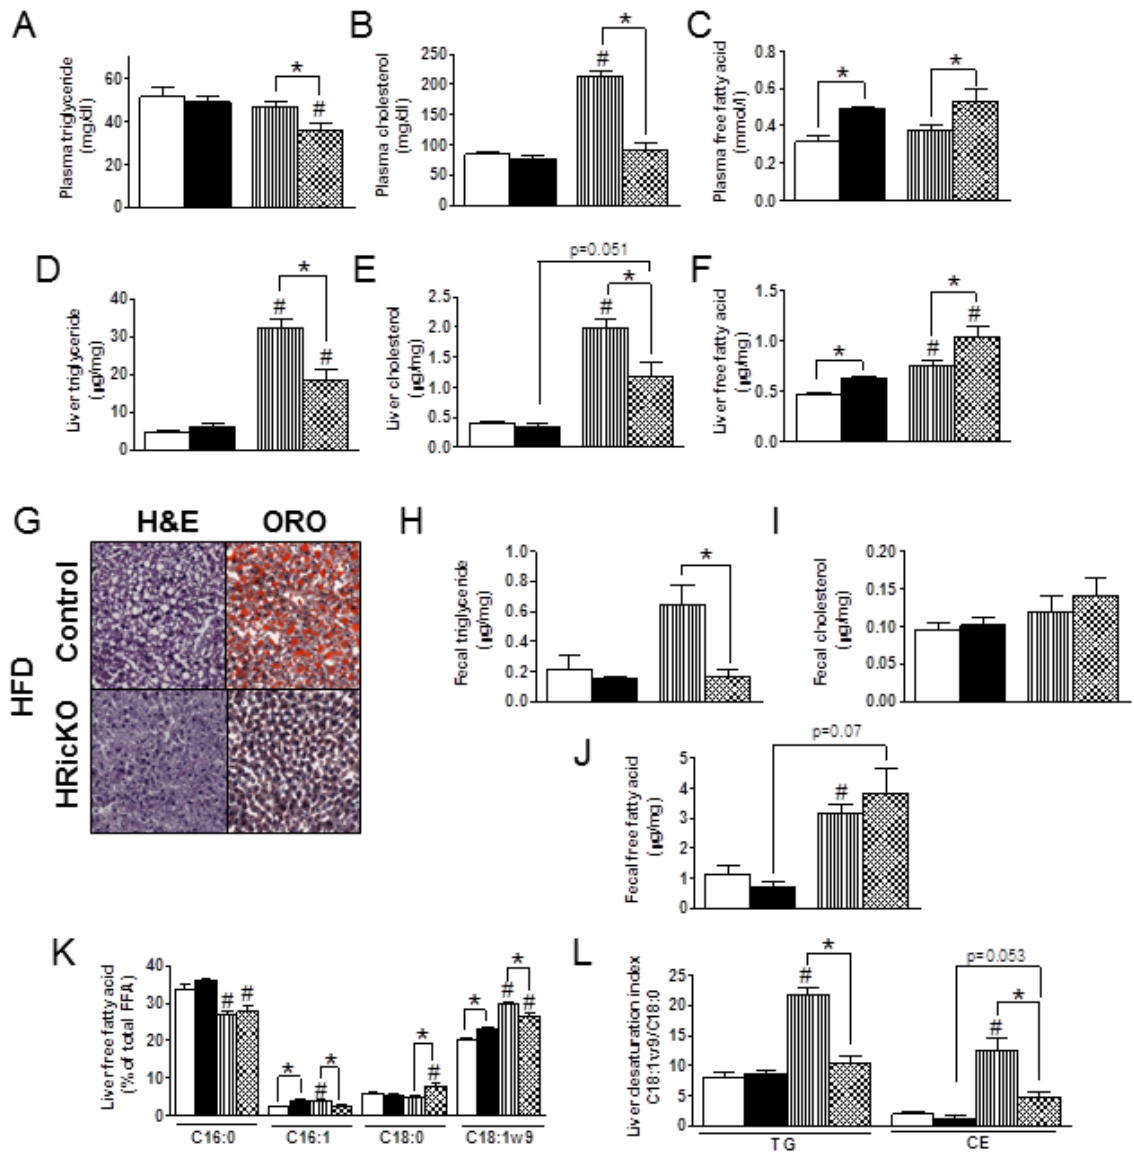 A
Plasma triglyceride
(mg/dl)
60
40
20
0
*
#
B
Plasma cholesterol
(mg/dl)
250
200
150
100
50
0
*
#
C
Plasma free fatty acid
(mmol/l)
0.8
0.6
0.4
0.2
0.0
*
*
D
Liver triglyceride
(µg/mg)
40
30
20
10
0
*
#
#
E
Liver cholesterol
(µg/mg)
2.5
2.0
1.5
1.0
0.5
0.0
p=0.051
*
#
F
Liver free fatty acid
(µg/mg)
1.5
1.0
0.5
0.0
*
*
#
#
G
H&E
ORO
HFD
Control
HRicKO
H
Fecal triglyceride
(µg/mg)
1.0
0.8
0.6
0.4
0.2
0.0
*
I
Fecal cholesterol
(µg/mg)
0.20
0.15
0.10
0.05
0.00
J
Fecal free fatty acid
(µg/mg)
5
4
3
2
1
0
p=0.07
#
K
Liver free fatty acid
(% of total FFA)
40
30
20
10
0
# #
* *
#
*
#
* *
# #
C16:0
C16:1
C18:0
C18:1w9
L
Liver desaturation index
C18:1w9/C18:0
25
20
15
10
5
0
*
#
p=0.053
*
#
TG
CE